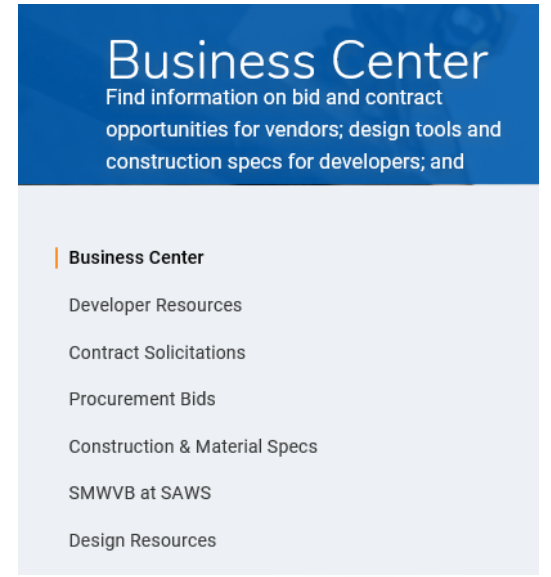 Business Center
Find information on bid and contract
opportunities for vendors; design tools and
construction specs for developers; and
Business Center
Developer Resources
Contract Solicitations
Procurement Bids
Construction & Material Specs
SMWVB at SAWS
Design Resources